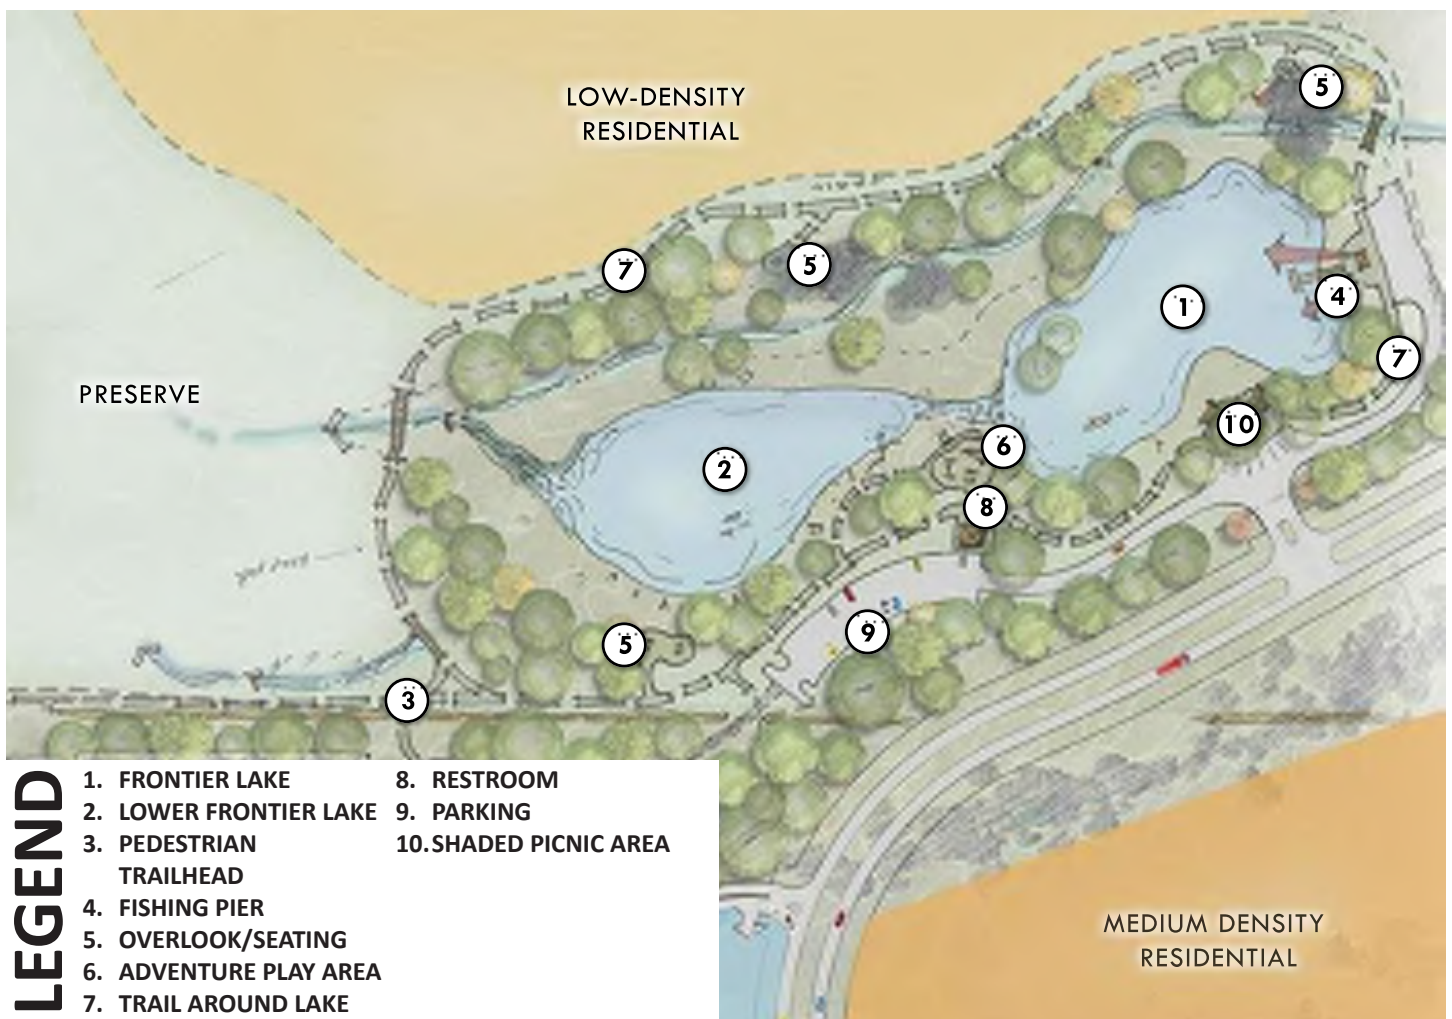 LOW-DENSITY
RESIDENTIAL
5
7
5
1
4
7
PRESERVE
10
6
2
8
9
5
3
LEGEND
1. FRONTIER LAKE
2. LOWER FRONTIER LAKE
3. PEDESTRIAN
TRAILHEAD
4. FISHING PIER
5. OVERLOOK/SEATING
6. ADVENTURE PLAY AREA
7. TRAIL AROUND LAKE
8. RESTROOM
9. PARKING
10. SHADED PICNIC AREA
MEDIUM DENSITY
RESIDENTIAL